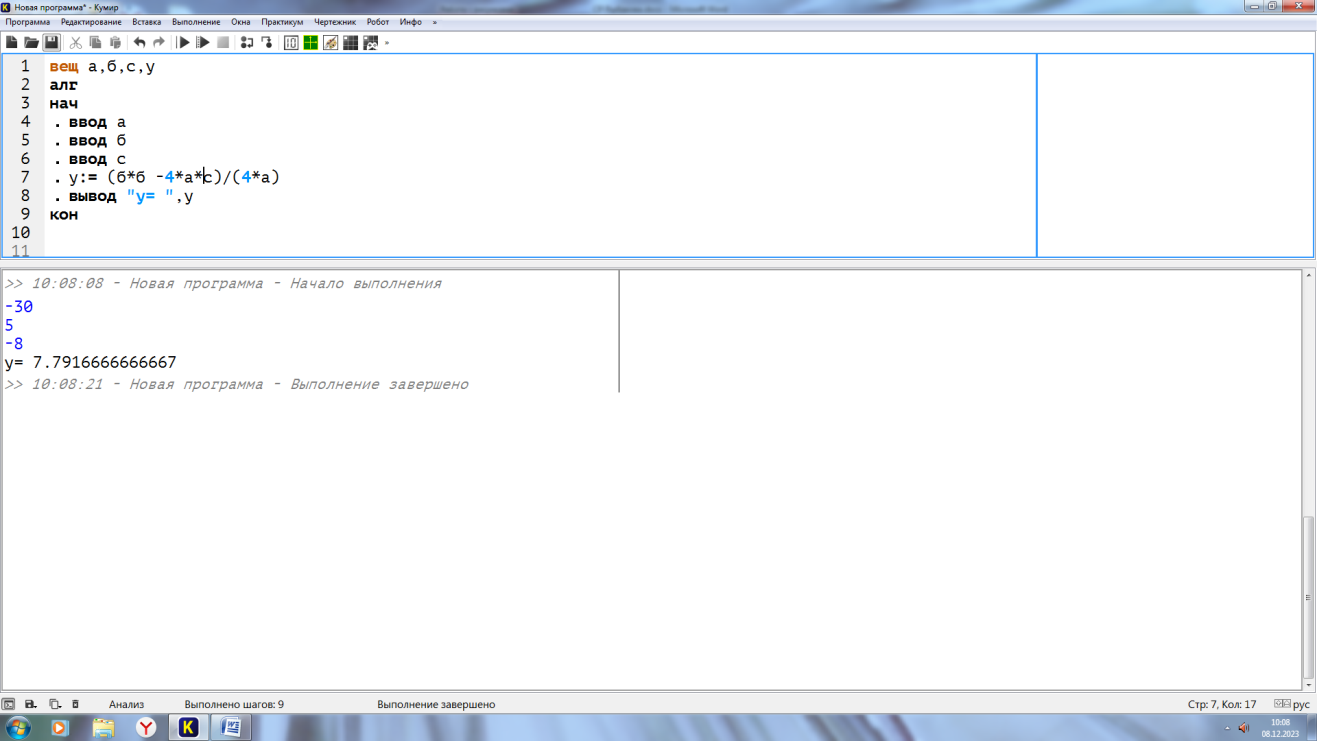 Новая программа* - Кумир
Программа Редактирование Вставка Выполнение Окна Практикум Чертежник Робот Инфо »
»
1 вещ а,б,с,у
2 алг
3 нач
4 . ввод а
5 . ввод б
6 . ввод с
7 . у:= (б*б -4*а*с)/(4*а)
8 . вывод "у= ",у
9 кон
10
11
>> 10:08:08 - Новая программа - Начало выполнения
-30
5
-8
у= 7.7916666666667
>> 10:08:21 - Новая программа - Выполнение завершено
Анализ Выполнено шагов: 9 Выполнение завершено Стр: 7, Кол: 17 рус
10:08
08.12.2023